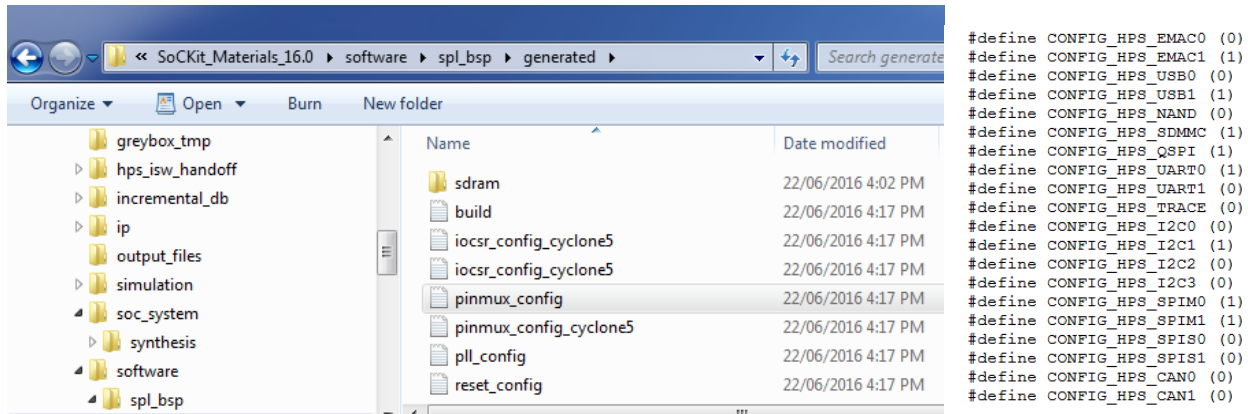 « SoCKit_Materials_16.0 ▸ software ▸ spl_bsp ▸ generated ▸
Search generate
Organize ▾ Open ▾ Burn New folder
greybox_tmp
hps_isw_handoff
incremental_db
ip
output_files
simulation
soc_system
synthesis
software
spl_bsp
Name Date modified
sdram 22/06/2016 4:02 PM
build 22/06/2016 4:17 PM
iocsr_config_cyclone5 22/06/2016 4:17 PM
iocsr_config_cyclone5 22/06/2016 4:17 PM
pinmux_config 22/06/2016 4:17 PM
pinmux_config_cyclone5 22/06/2016 4:17 PM
pll_config 22/06/2016 4:17 PM
reset_config 22/06/2016 4:17 PM
#define CONFIG_HPS_EMAC0 (0)
#define CONFIG_HPS_EMAC1 (1)
#define CONFIG_HPS_USB0 (0)
#define CONFIG_HPS_USB1 (1)
#define CONFIG_HPS_NAND (0)
#define CONFIG_HPS_SDMMC (1)
#define CONFIG_HPS_QSPI (1)
#define CONFIG_HPS_UART0 (1)
#define CONFIG_HPS_UART1 (0)
#define CONFIG_HPS_TRACE (0)
#define CONFIG_HPS_I2C0 (0)
#define CONFIG_HPS_I2C1 (1)
#define CONFIG_HPS_I2C2 (0)
#define CONFIG_HPS_I2C3 (0)
#define CONFIG_HPS_SPIM0 (1)
#define CONFIG_HPS_SPIM1 (1)
#define CONFIG_HPS_SPIS0 (0)
#define CONFIG_HPS_SPIS1 (0)
#define CONFIG_HPS_CAN0 (0)
#define CONFIG_HPS_CAN1 (0)